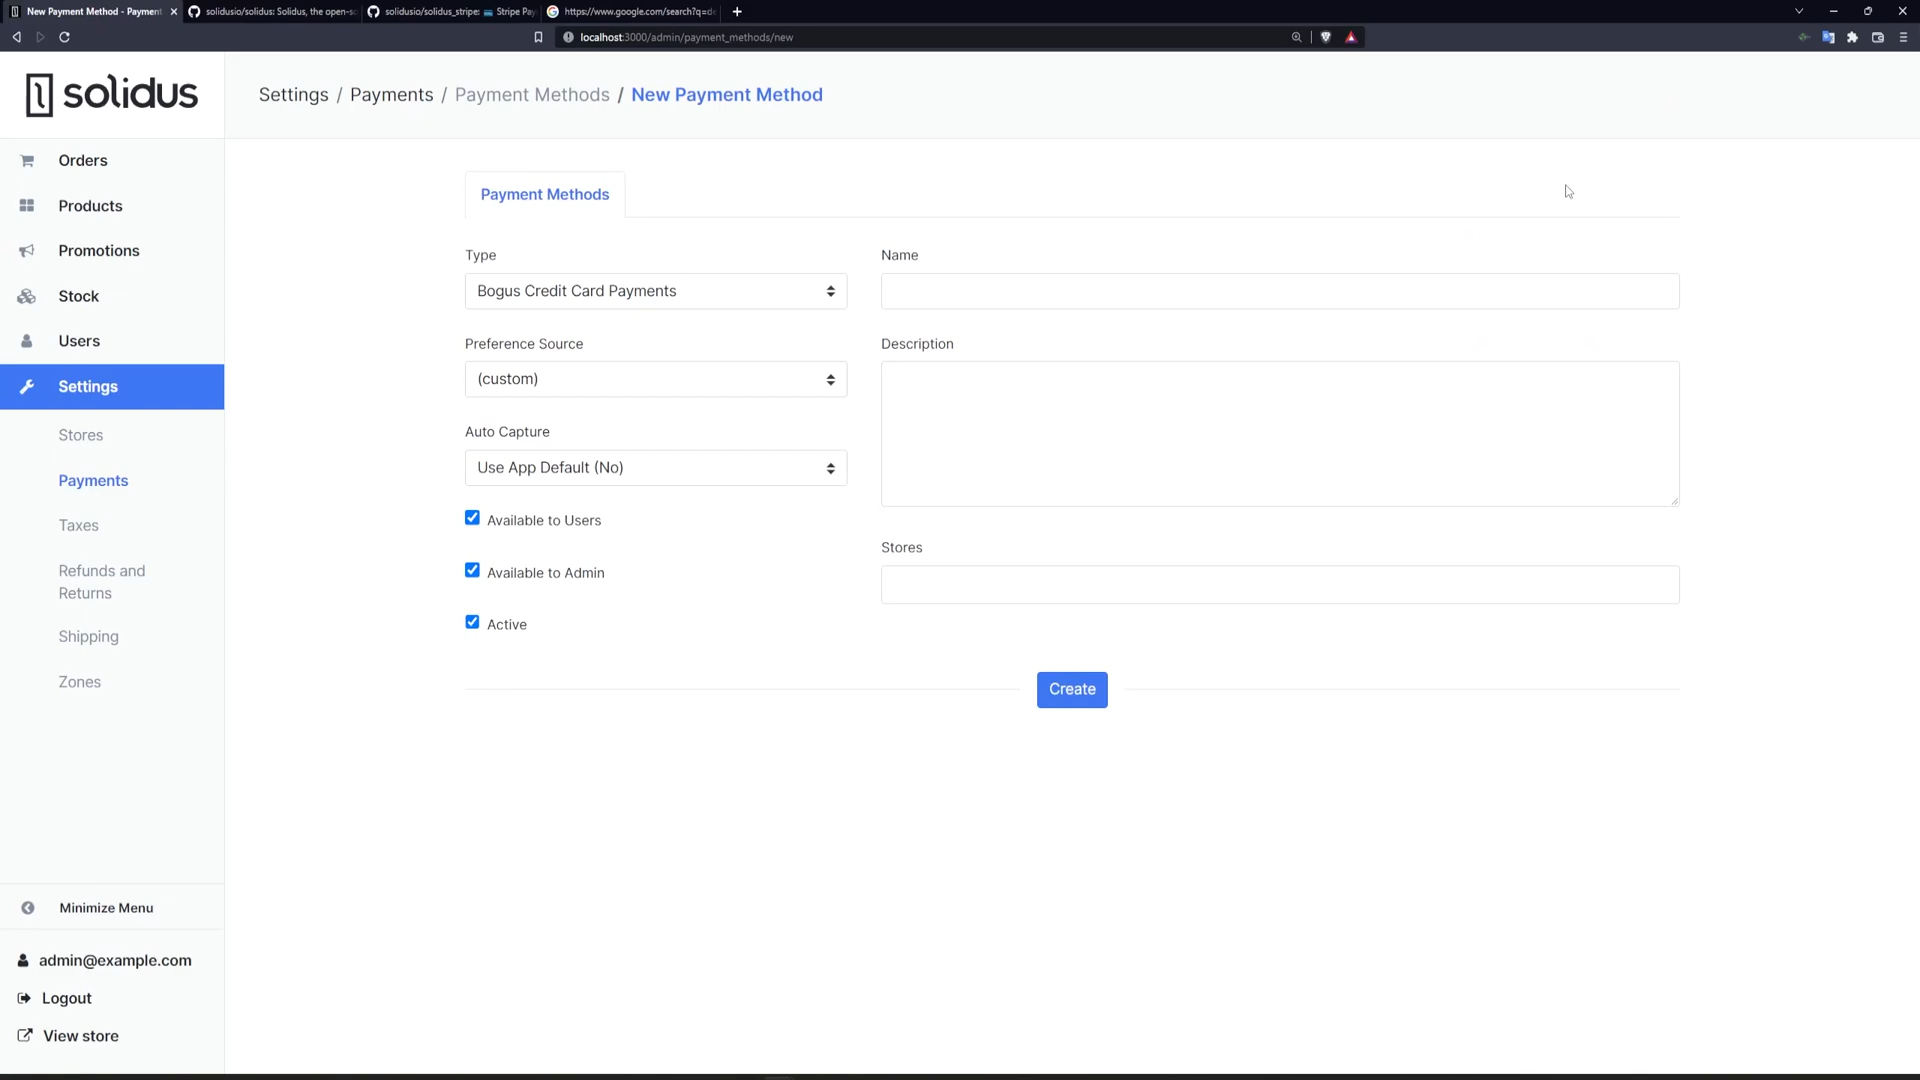 New Payment Method - Payment
solidusio/solidus: Solidus, the open-s
solidusio/solidus_stripe: Stripe Pay
https://www.google.com/search?q=de
localhost:3000/admin/payment_methods/new
solidus
Settings / Payments / Payment Methods / New Payment Method
Orders
Products
Promotions
Stock
Users
Settings
Stores
Payments
Taxes
Refunds and
Returns
Shipping
Zones
Minimize Menu
admin@example.com
Logout
View store
Payment Methods
Type
Bogus Credit Card Payments
Preference Source
(custom)
Auto Capture
Use App Default (No)
Available to Users
Available to Admin
Active
Name
Description
Stores
Create